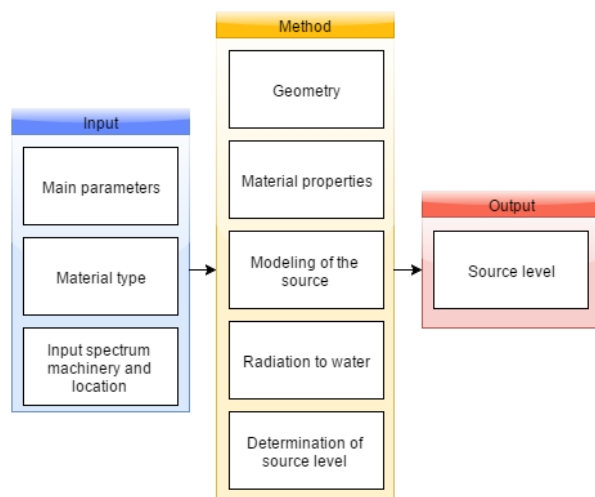 Input
Main parameters
Material type
Input spectrum
machinery and
location
Method
Geometry
Material properties
Modeling of the
source
Radiation to water
Determination of
source level
Output
Source level